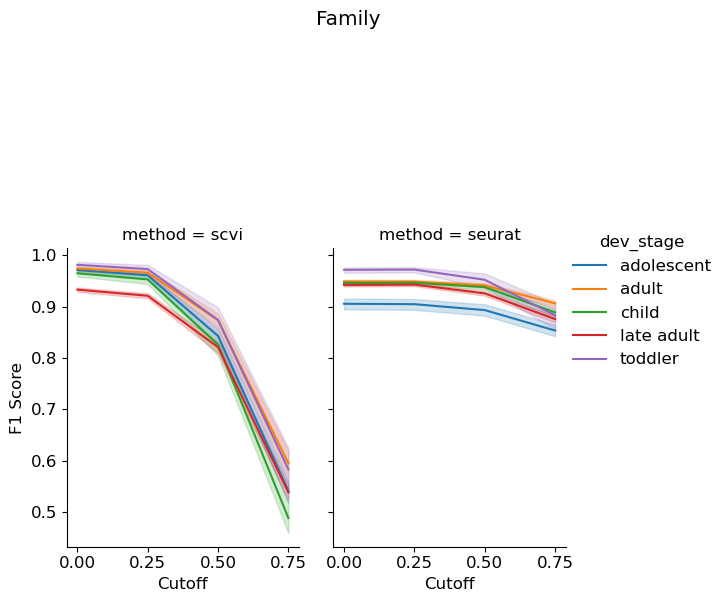 Family
method = scvi
method = seurat
dev_stage
adolescent
adult
child
late adult
toddler
F1 Score
1.0
0.9
0.8
0.7
0.6
0.5
0.00 0.25 0.50 0.75
0.00 0.25 0.50 0.75
Cutoff
Cutoff